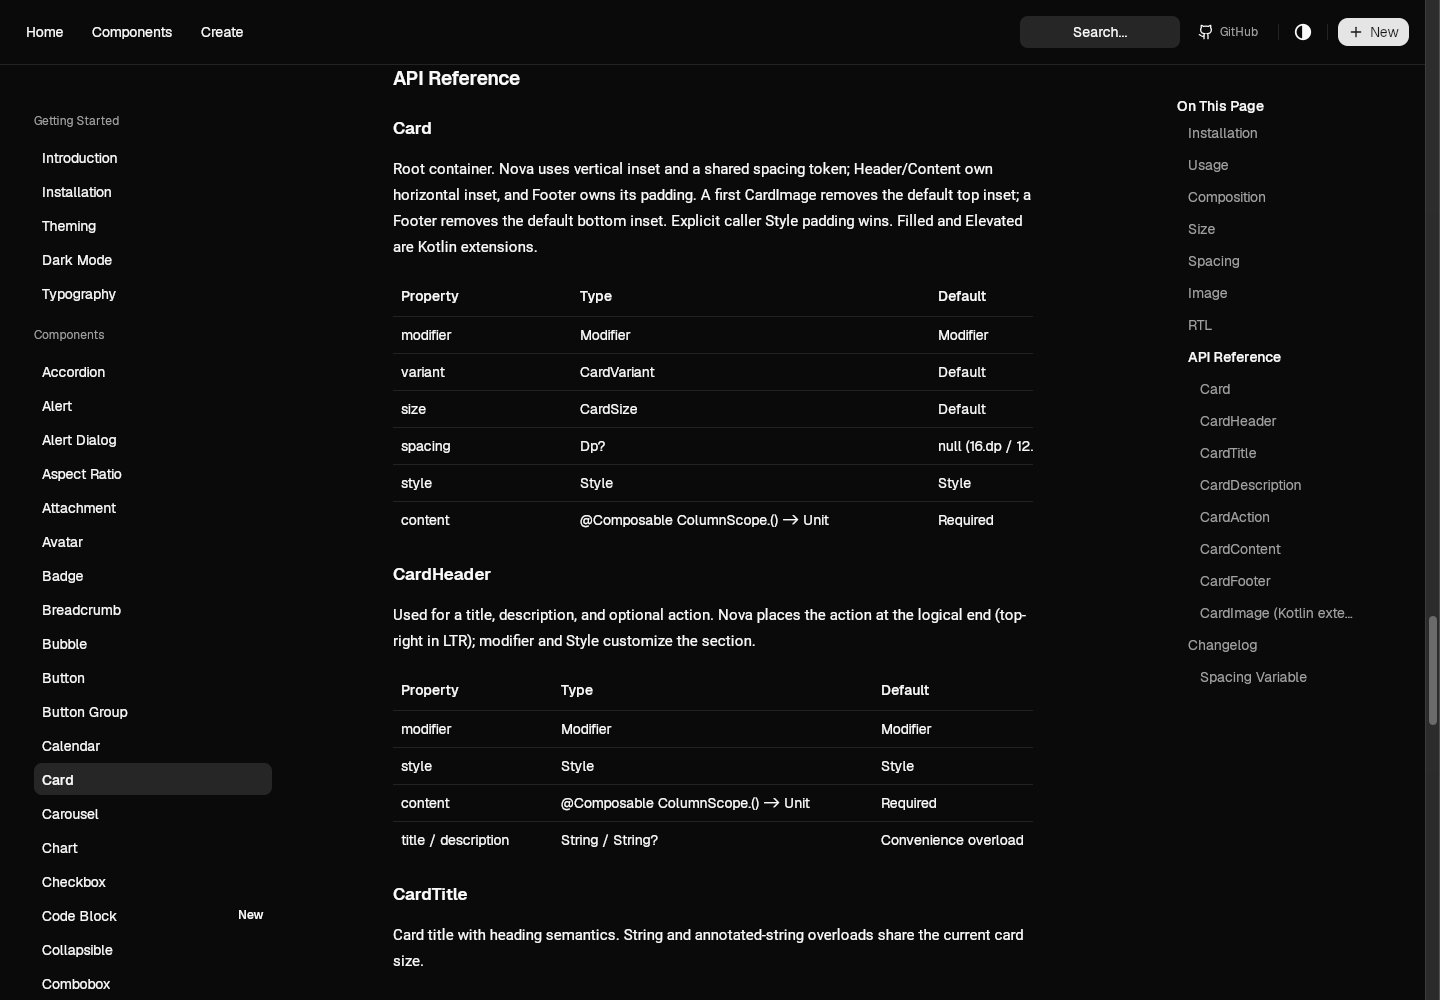 Home Components Create Search... GitHub New
Getting Started
Introduction
Installation
Theming
Dark Mode
Typography
Components
Accordion
Alert
Alert Dialog
Aspect Ratio
Attachment
Avatar
Badge
Breadcrumb
Bubble
Button
Button Group
Calendar
Card
Carousel
Chart
Checkbox
Code Block New
Collapsible
Combobox
API Reference
Card
Root container. Nova uses vertical inset and a shared spacing token; Header/Content own
horizontal inset, and Footer owns its padding. A first CardImage removes the default top inset; a
Footer removes the default bottom inset. Explicit caller Style padding wins. Filled and Elevated
are Kotlin extensions.
Property Type Default
modifier Modifier Modifier
variant CardVariant Default
size CardSize Default
spacing Dp? null (16.dp / 12.
style Style Style
content @Composable ColumnScope.() -> Unit Required
CardHeader
Used for a title, description, and optional action. Nova places the action at the logical end (top-
right in LTR); modifier and Style customize the section.
Property Type Default
modifier Modifier Modifier
style Style Style
content @Composable ColumnScope.() -> Unit Required
title / description String / String? Convenience overload
CardTitle
Card title with heading semantics. String and annotated-string overloads share the current card
size.
On This Page
Installation
Usage
Composition
Size
Spacing
Image
RTL
API Reference
Card
CardHeader
CardTitle
CardDescription
CardAction
CardContent
CardFooter
CardImage (Kotlin exte...
Changelog
Spacing Variable